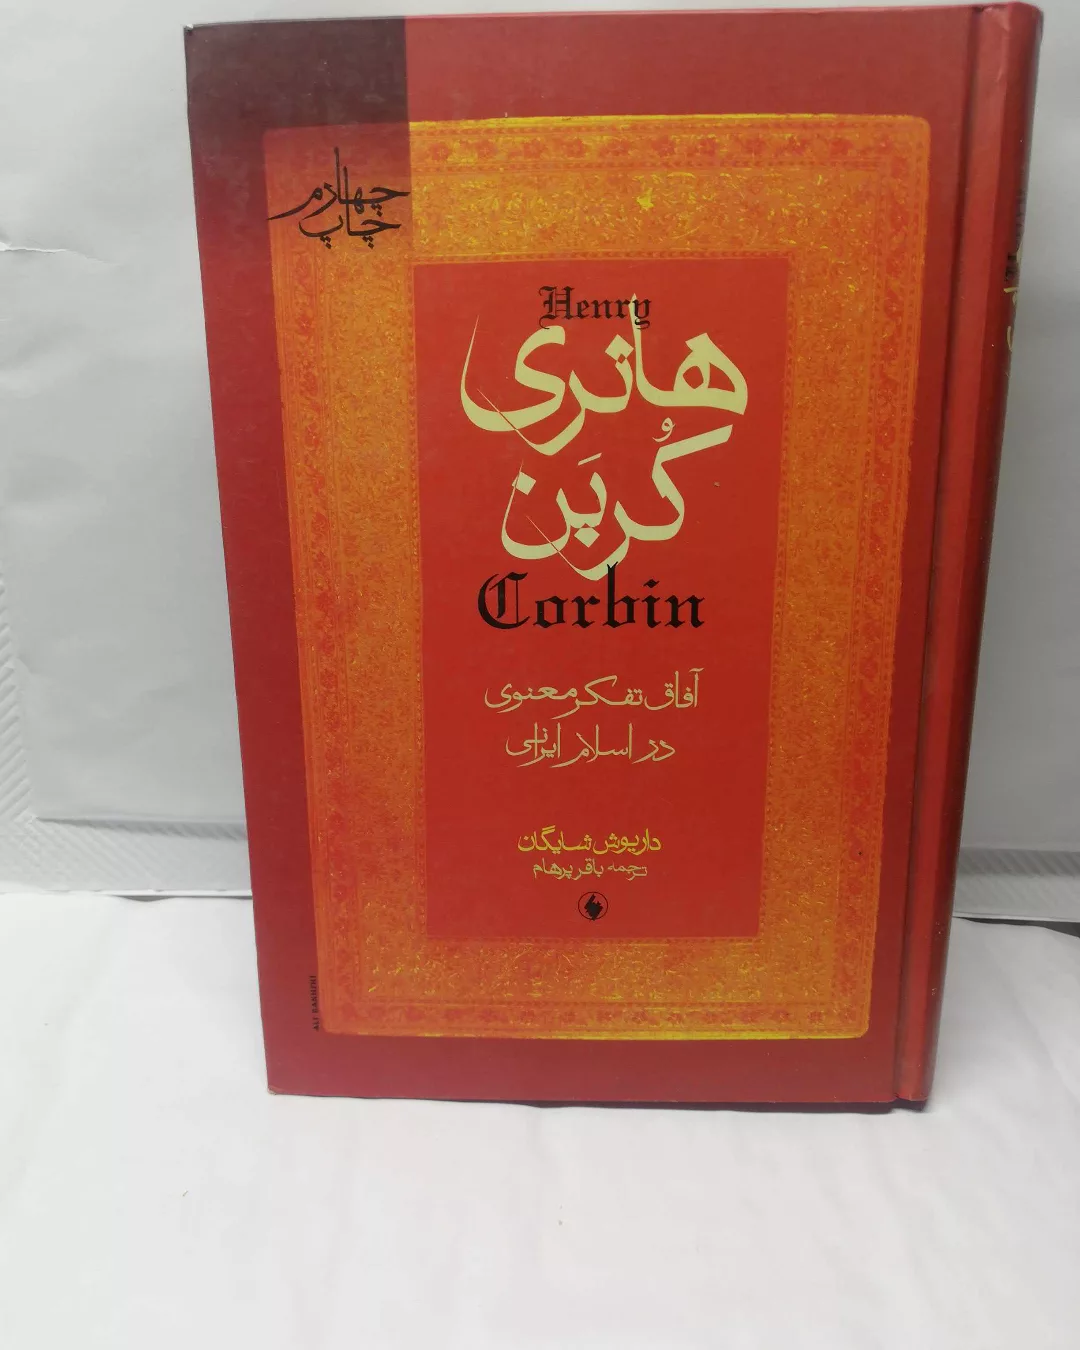 چهارم
چاپ
Henry
هانری
کُربَن
Corbin
آفاق تفکر معنوی
در اسلام ایرانی
داریوش شایگان
ترجمه باقر پرهام